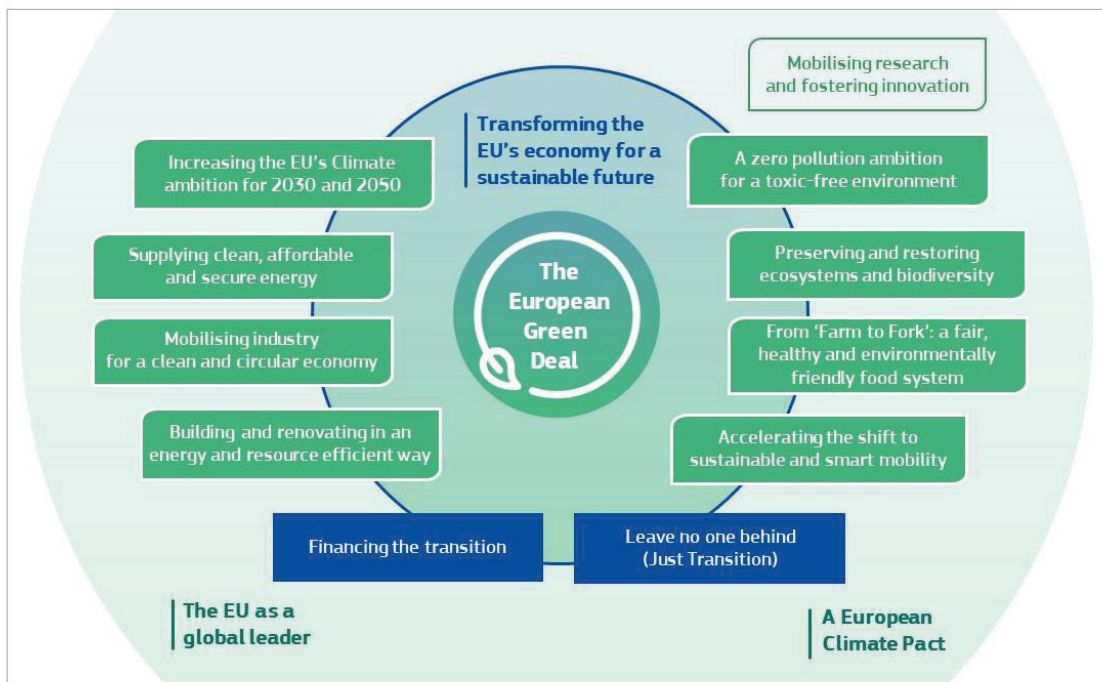 Mobilising research
and fostering innovation
Transforming the
EU's economy for a
sustainable future
Increasing the EU's Climate
ambition for 2030 and 2050
A zero pollution ambition
for a toxic-free environment
Supplying clean, affordable
and secure energy
Preserving and restoring
ecosystems and biodiversity
The
European
Green
Deal
Mobilising industry
for a clean and circular economy
From 'Farm to Fork': a fair,
healthy and environmentally
friendly food system
Building and renovating in an
energy and resource efficient way
Accelerating the shift to
sustainable and smart mobility
Financing the transition
Leave no one behind
(Just Transition)
The EU as a
global leader
A European
Climate Pact